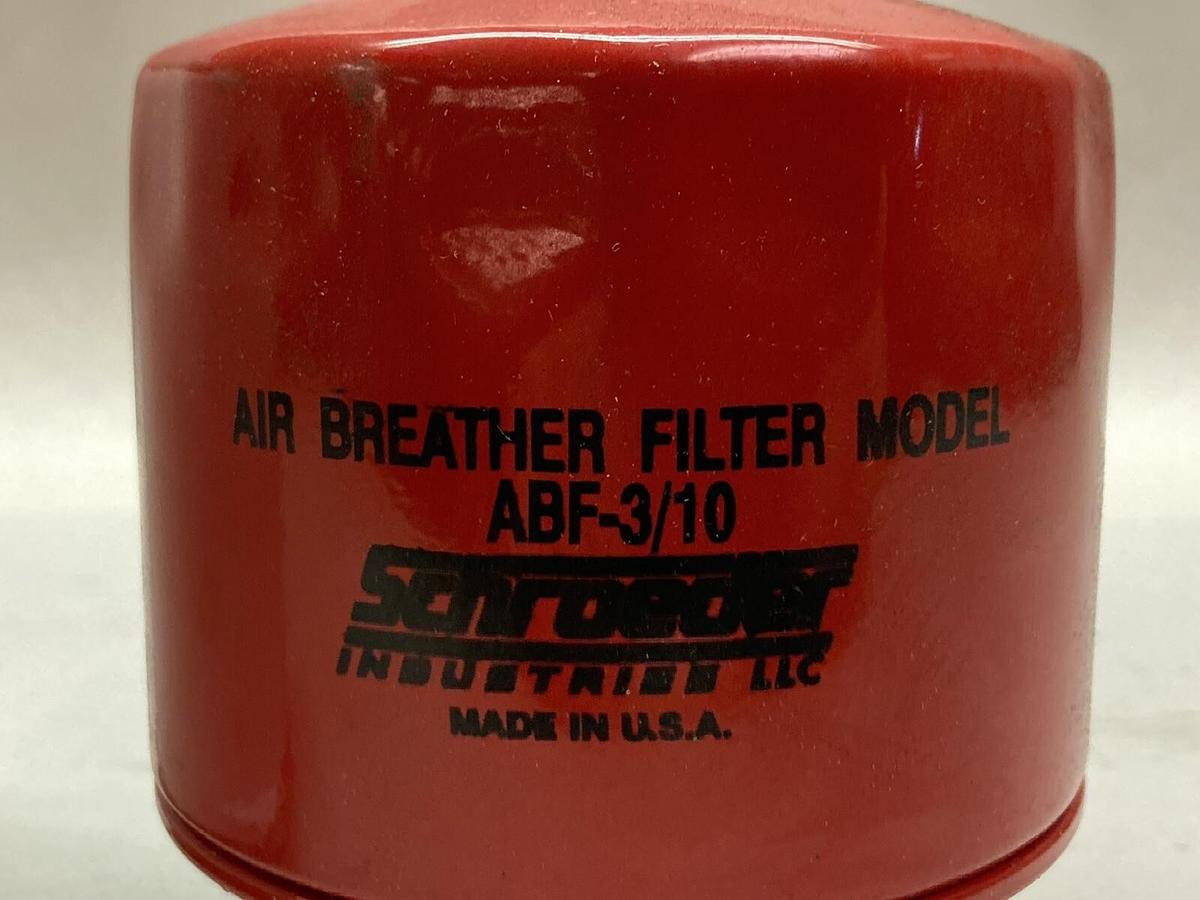 AIR BREATHER FILTER MODEL
ABF-3/10
Schroeder
INDUSTRIES LLC
MADE IN U.S.A.